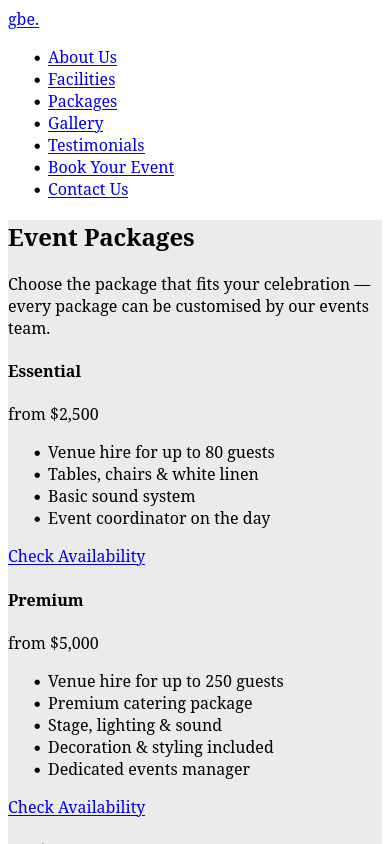 gbe.
About Us
Facilities
Packages
Gallery
Testimonials
Book Your Event
Contact Us
Event Packages
Choose the package that fits your celebration —
every package can be customised by our events
team.
Essential
from $2,500
Venue hire for up to 80 guests
Tables, chairs & white linen
Basic sound system
Event coordinator on the day
Check Availability
Premium
from $5,000
Venue hire for up to 250 guests
Premium catering package
Stage, lighting & sound
Decoration & styling included
Dedicated events manager
Check Availability